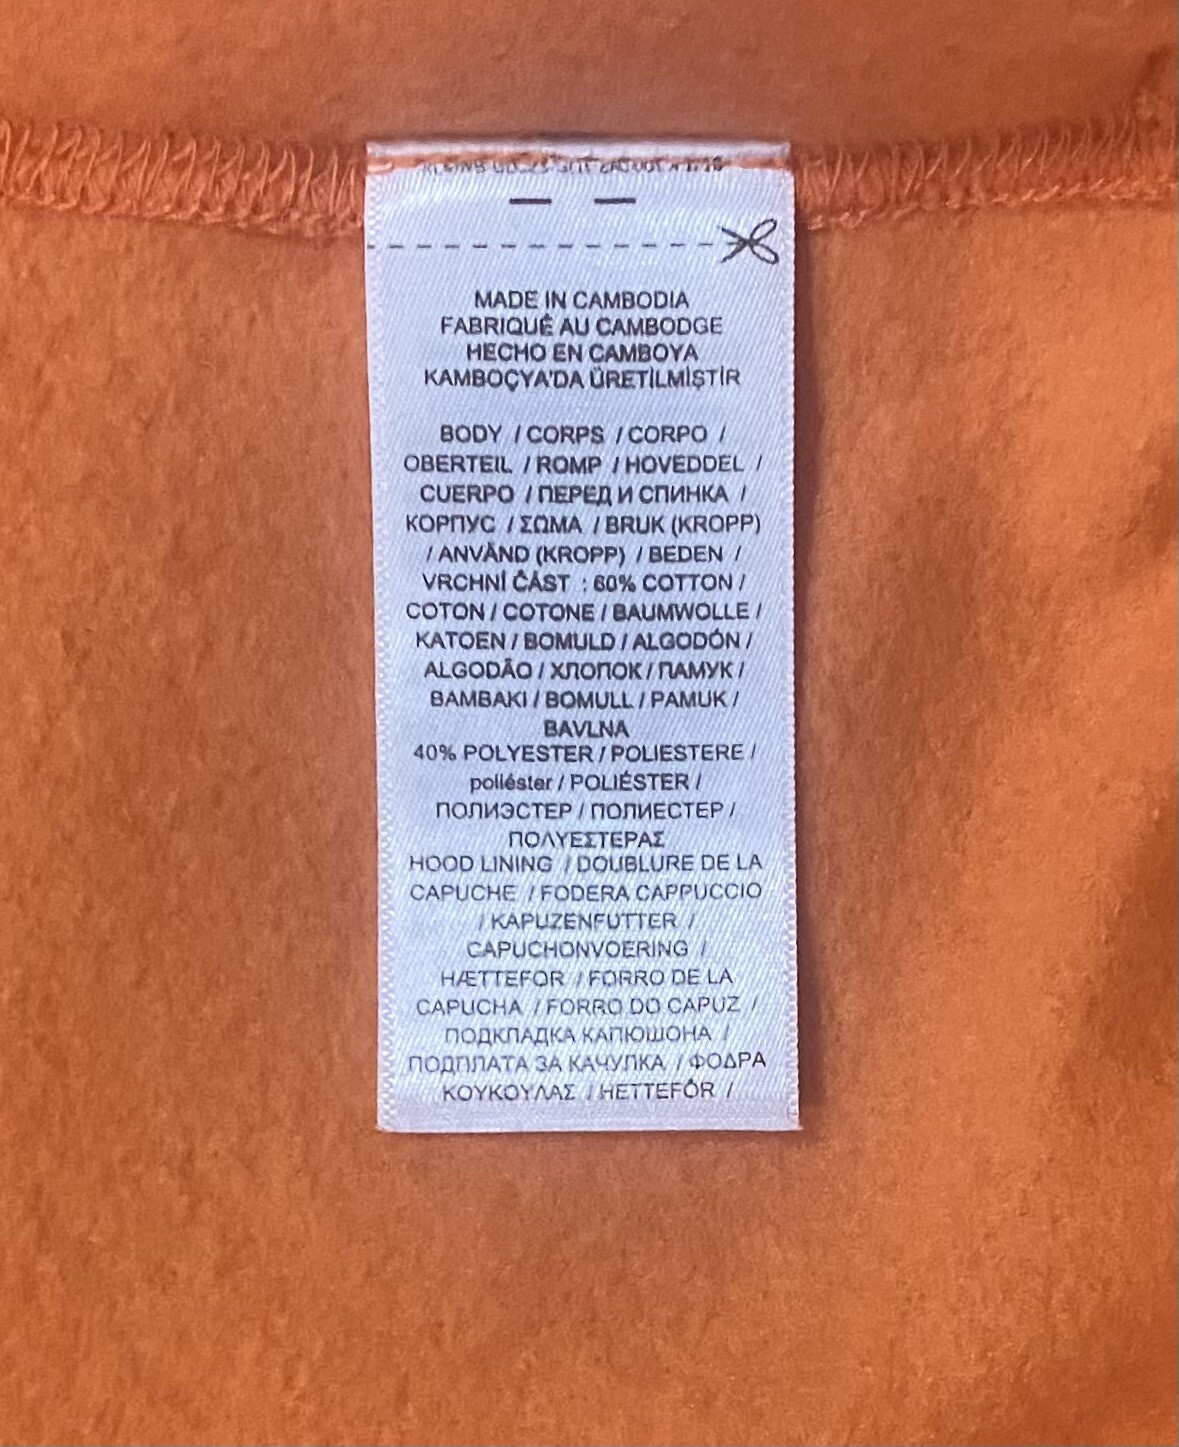 MADE IN CAMBODIA
FABRIQUÉ AU CAMBODGE
HECHO EN CAMBOYA
KAMBOÇYA'DA ÜRETİLMİŞTİR
BODY / CORPS / CORPO /
OBERTEIL / ROMP / HOVEDDEL /
CUERPO / ПЕРЕД И СПИНКА /
КОРПУС / ΣΩΜΑ / BRUK (KROPP)
/ ANVÄND (KROPP) / BEDEN /
VRCHNÍ ČÁST : 60% COTTON /
COTON / COTONE / BAUMWOLLE /
KATOEN / BOMULD / ALGODÓN /
ALGODÃO / ХЛОПОК / ПАМУК /
ΒΑΜΒΑΚΙ / BOMULL / PAMUK /
BAVLNA
40% POLYESTER / POLIESTERE /
poliéster / POLIÉSTER /
ПОЛИЭСТЕР / ПОЛИЕСТЕР /
ΠΟΛΥΕΣΤΕΡΑΣ
HOOD LINING / DOUBLURE DE LA
CAPUCHE / FODERA CAPPUCCIO
/ KAPUZENFUTTER /
CAPUCHONVOERING /
HÆTTEFOR / FORRO DE LA
CAPUCHA / FORRO DO CAPUZ /
ПОДКЛАДКА КАПЮШОНА /
ПОДПЛАТА ЗА КАЧУЛКА / ΦΟΔΡΑ
ΚΟΥΚΟΥΛΑΣ / HETTEFÔR /